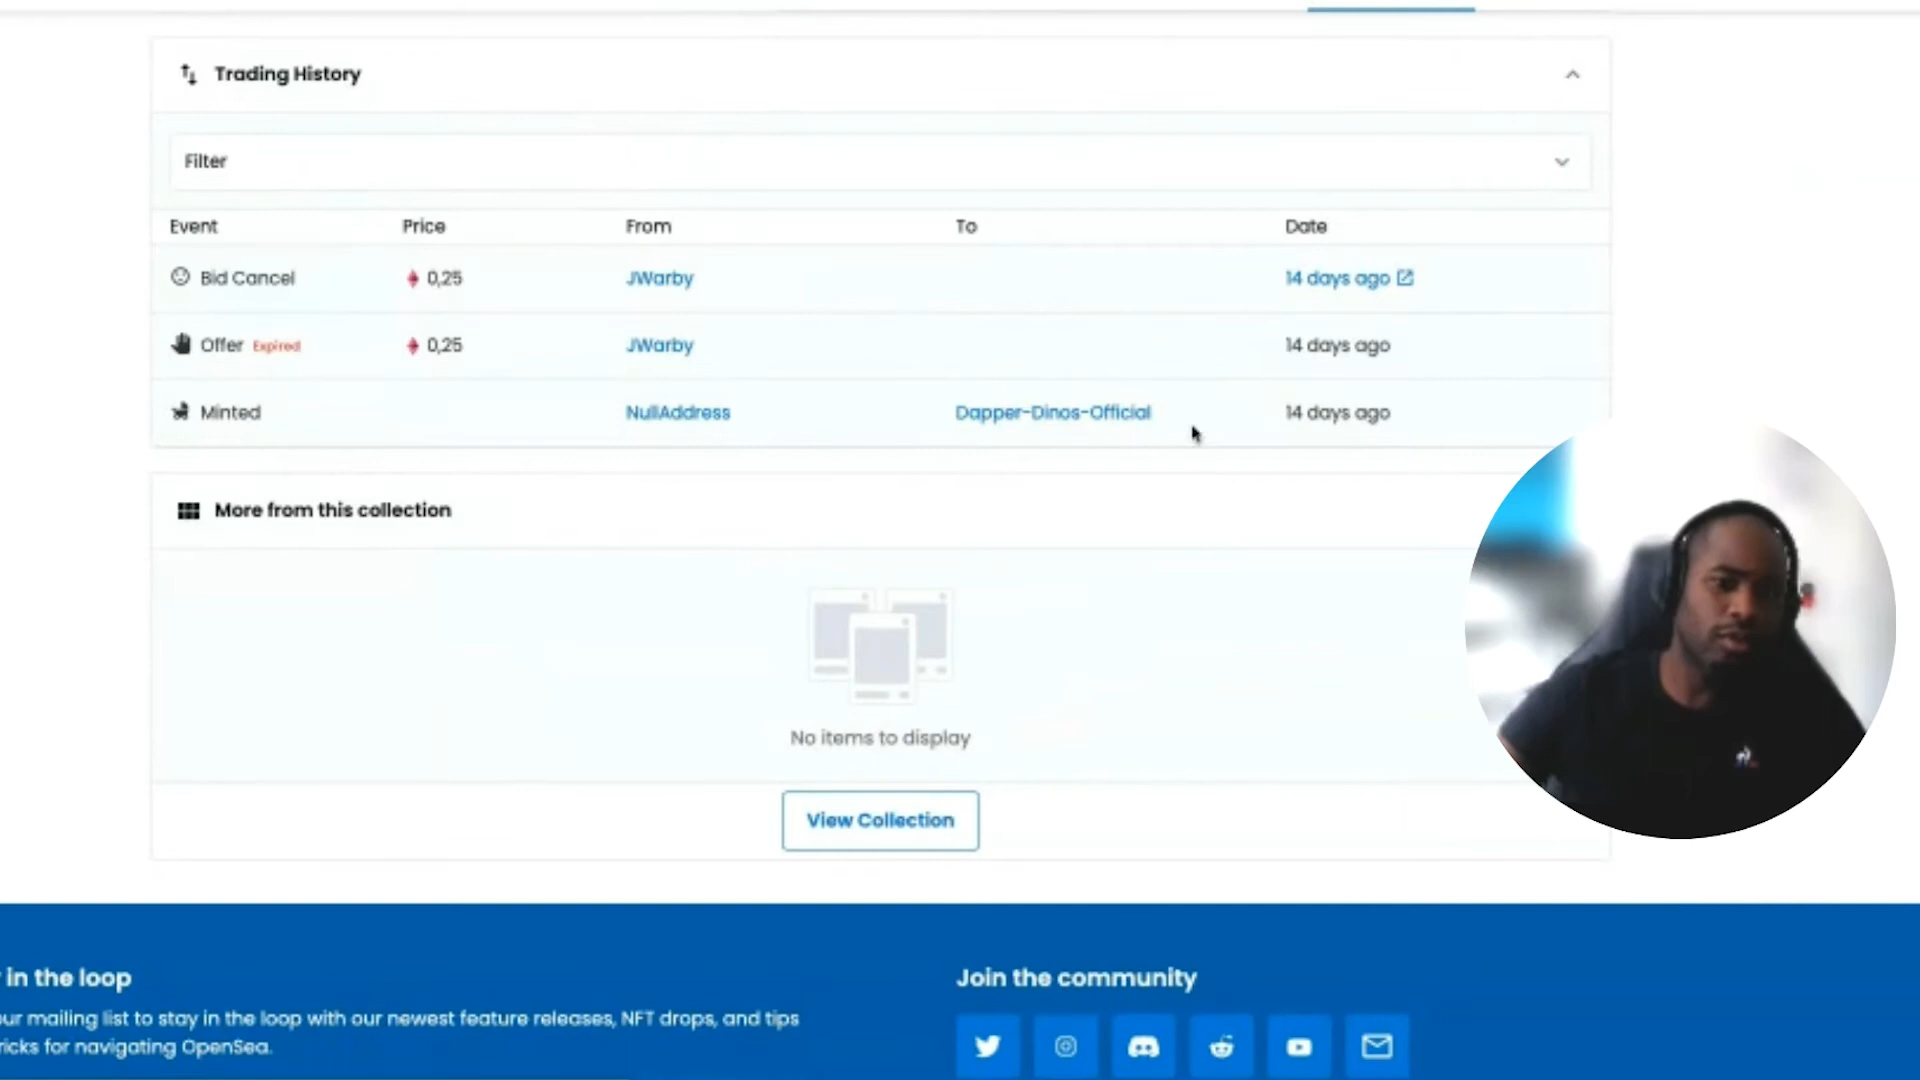 Trading History
Filter
Event Price From To Date
Bid Cancel 0,25 JWarby 14 days ago
Offer Expired 0,25 JWarby 14 days ago
Minted NullAddress Dapper-Dinos-Official 14 days ago
More from this collection
No items to display
View Collection
in the loop
ur mailing list to stay in the loop with our newest feature releases, NFT drops, and tips
ricks for navigating OpenSea.
Join the community